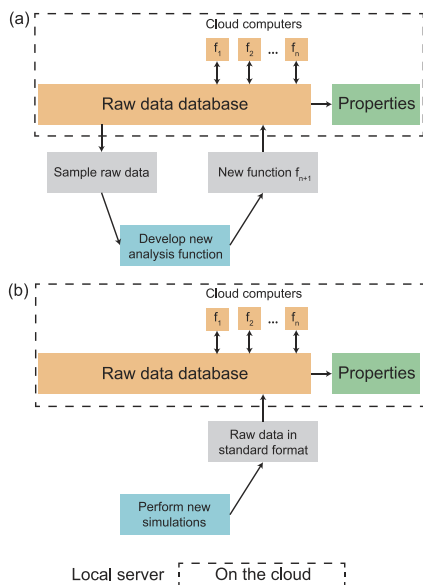 (a)
Cloud computers
f1 f2 ... fn
Raw data database
Properties
Sample raw data
New function fn+1
Develop new
analysis function
(b)
Cloud computers
f1 f2 ... fn
Raw data database
Properties
Raw data in
standard format
Perform new
simulations
Local server
On the cloud